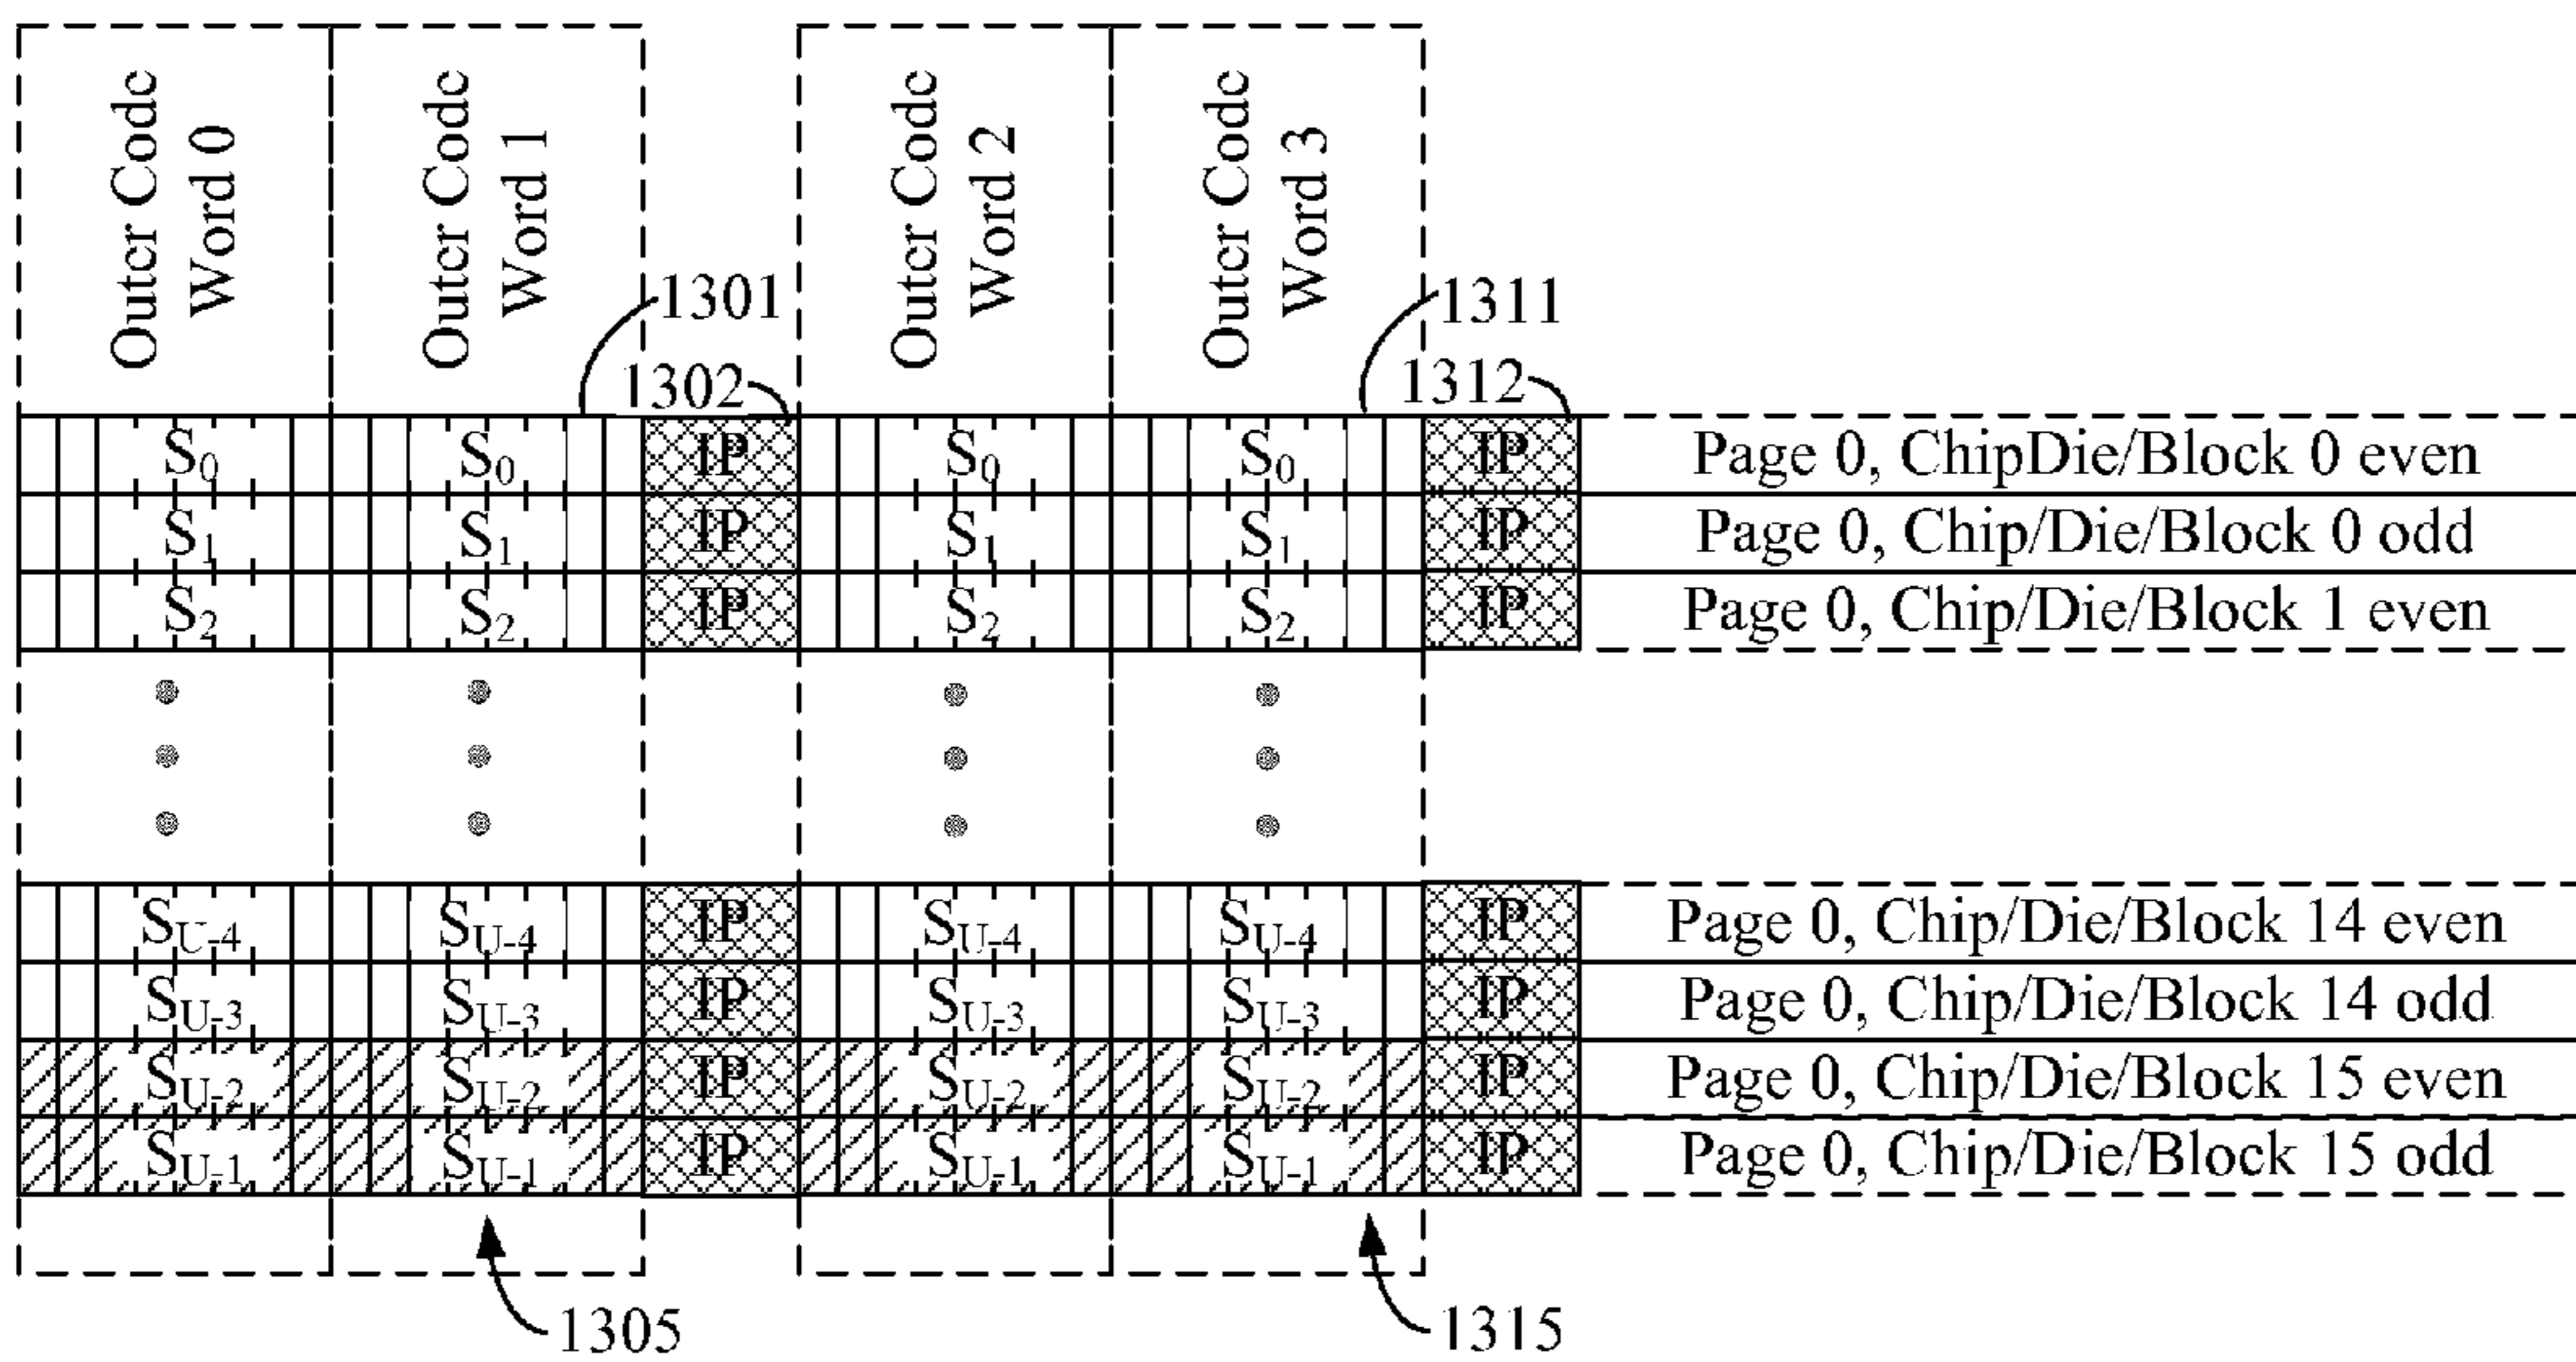 Outer Code
Word 0
Outer Code
Word 1
Outer Code
Word 2
Outer Code
Word 3
1301
1311
1302
1312
S0 S0 IP S0 S0 IP Page 0, ChipDie/Block 0 even
S1 S1 IP S1 S1 IP Page 0, Chip/Die/Block 0 odd
S2 S2 IP S2 S2 IP Page 0, Chip/Die/Block 1 even
SU-4 SU-4 IP SU-4 SU-4 IP Page 0, Chip/Die/Block 14 even
SU-3 SU-3 IP SU-3 SU-3 IP Page 0, Chip/Die/Block 14 odd
SU-2 SU-2 IP SU-2 SU-2 IP Page 0, Chip/Die/Block 15 even
SU-1 SU-1 IP SU-1 SU-1 IP Page 0, Chip/Die/Block 15 odd
1305
1315